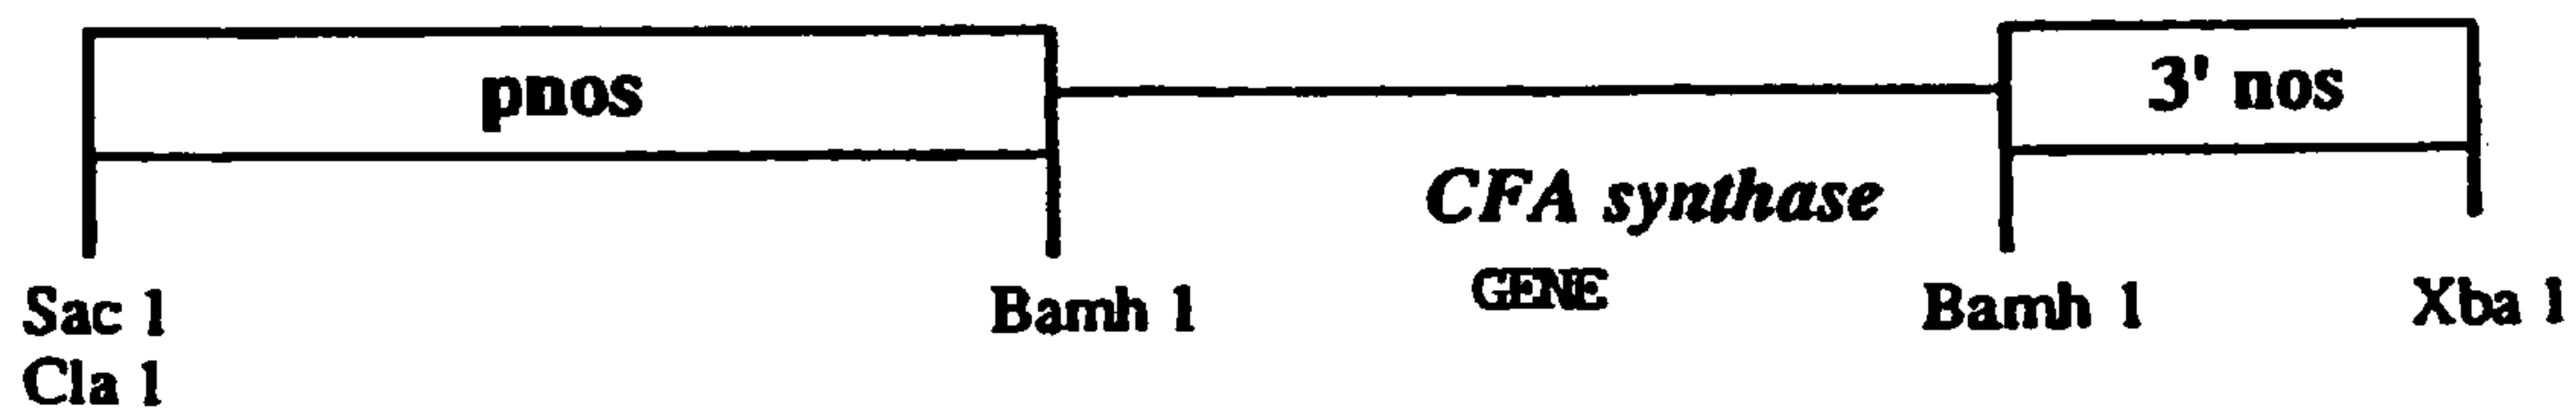 pnos
3' nos
CFA synthase
GENE
Sac 1
Bamh 1
Bamh 1
Xba 1
Cla 1